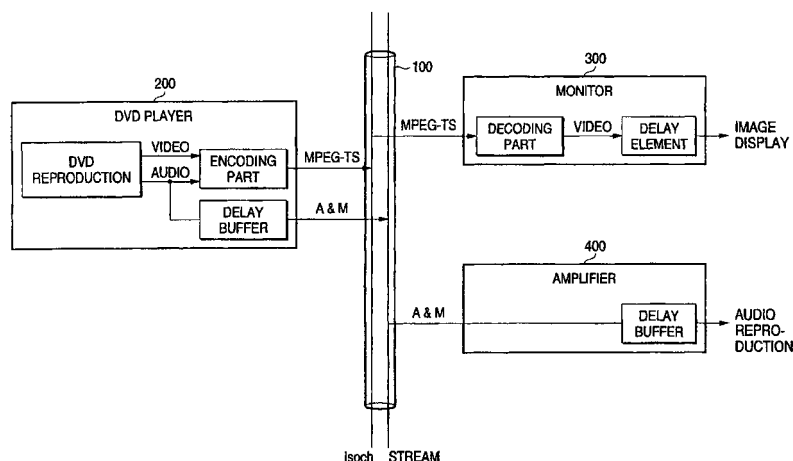 200
DVD PLAYER
DVD
REPRODUCTION
VIDEO
AUDIO
ENCODING
PART
DELAY
BUFFER
MPEG-TS
A & M
100
300
MONITOR
MPEG-TS
DECODING
PART
VIDEO
DELAY
ELEMENT
IMAGE
DISPLAY
400
AMPLIFIER
A & M
DELAY
BUFFER
AUDIO
REPRO-
DUCTION
isoch STREAM